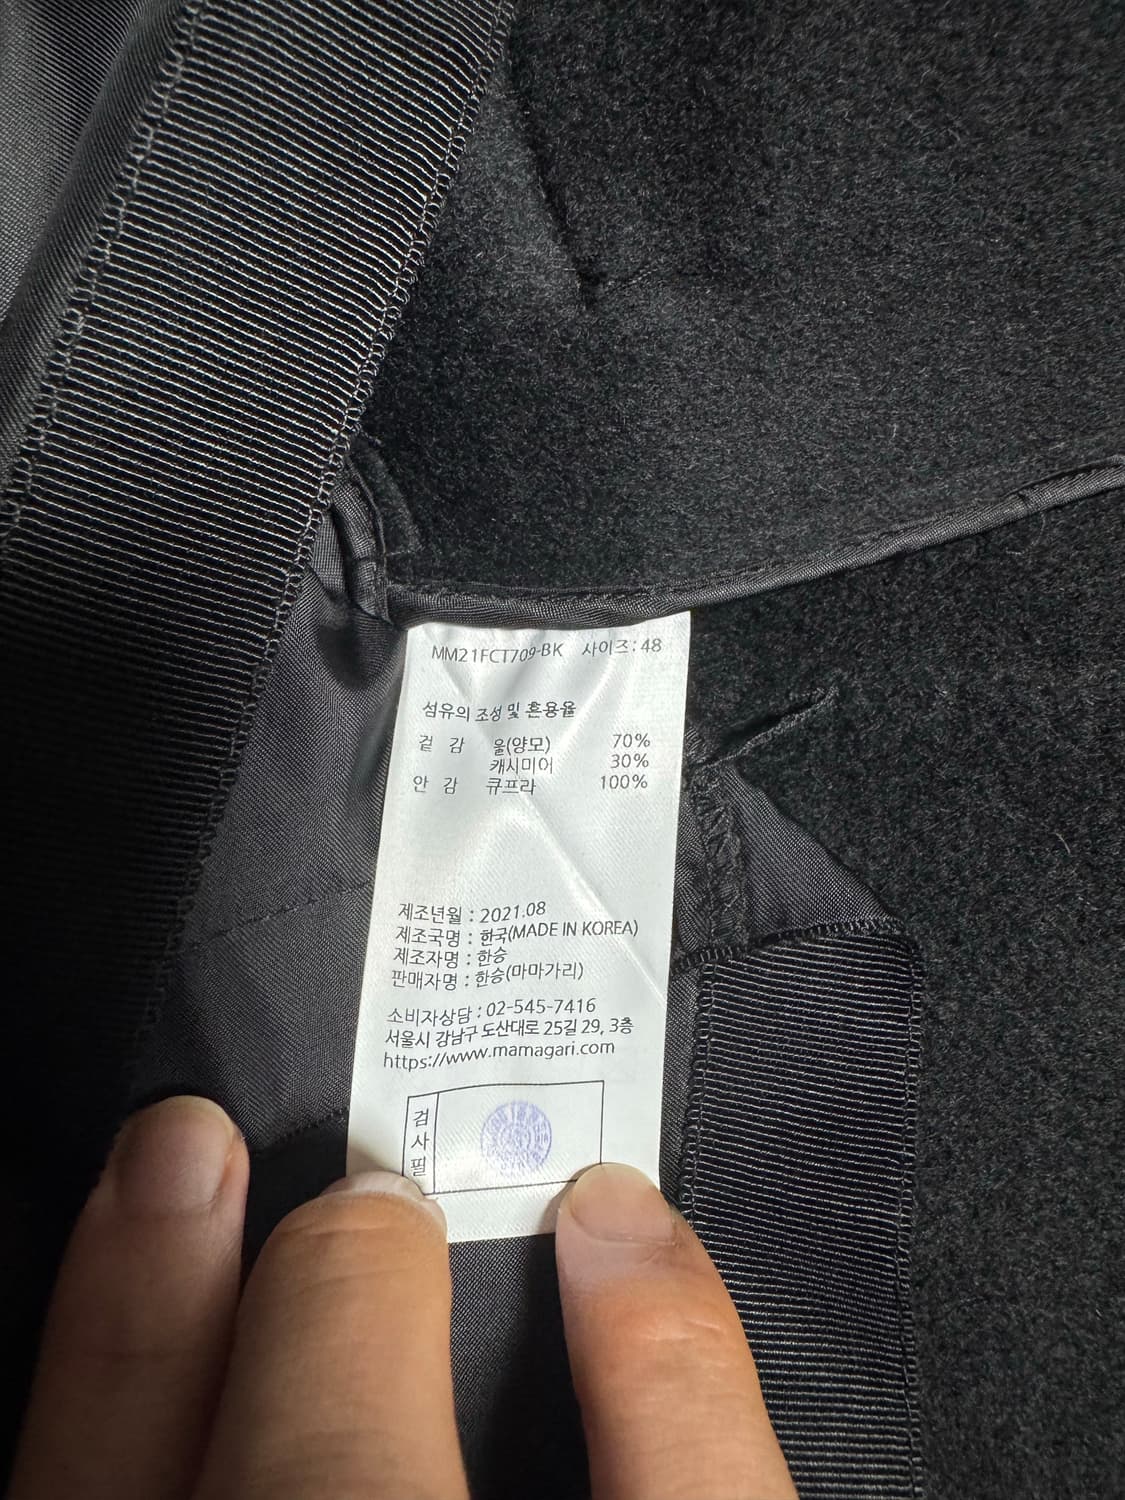 MM21FCT709-BK 사이즈:48
섬유의 조성 및 혼용율
겉 감 울(양모) 70%
캐시미어 30%
안 감 큐프라 100%
제조년월 : 2021.08
제조국명 : 한국(MADE IN KOREA)
제조자명 : 한승
판매자명 : 한승(마마가리)
소비자상담 : 02-545-7416
서울시 강남구 도산대로 25길 29, 3층
https://www.mamagari.com
검사필